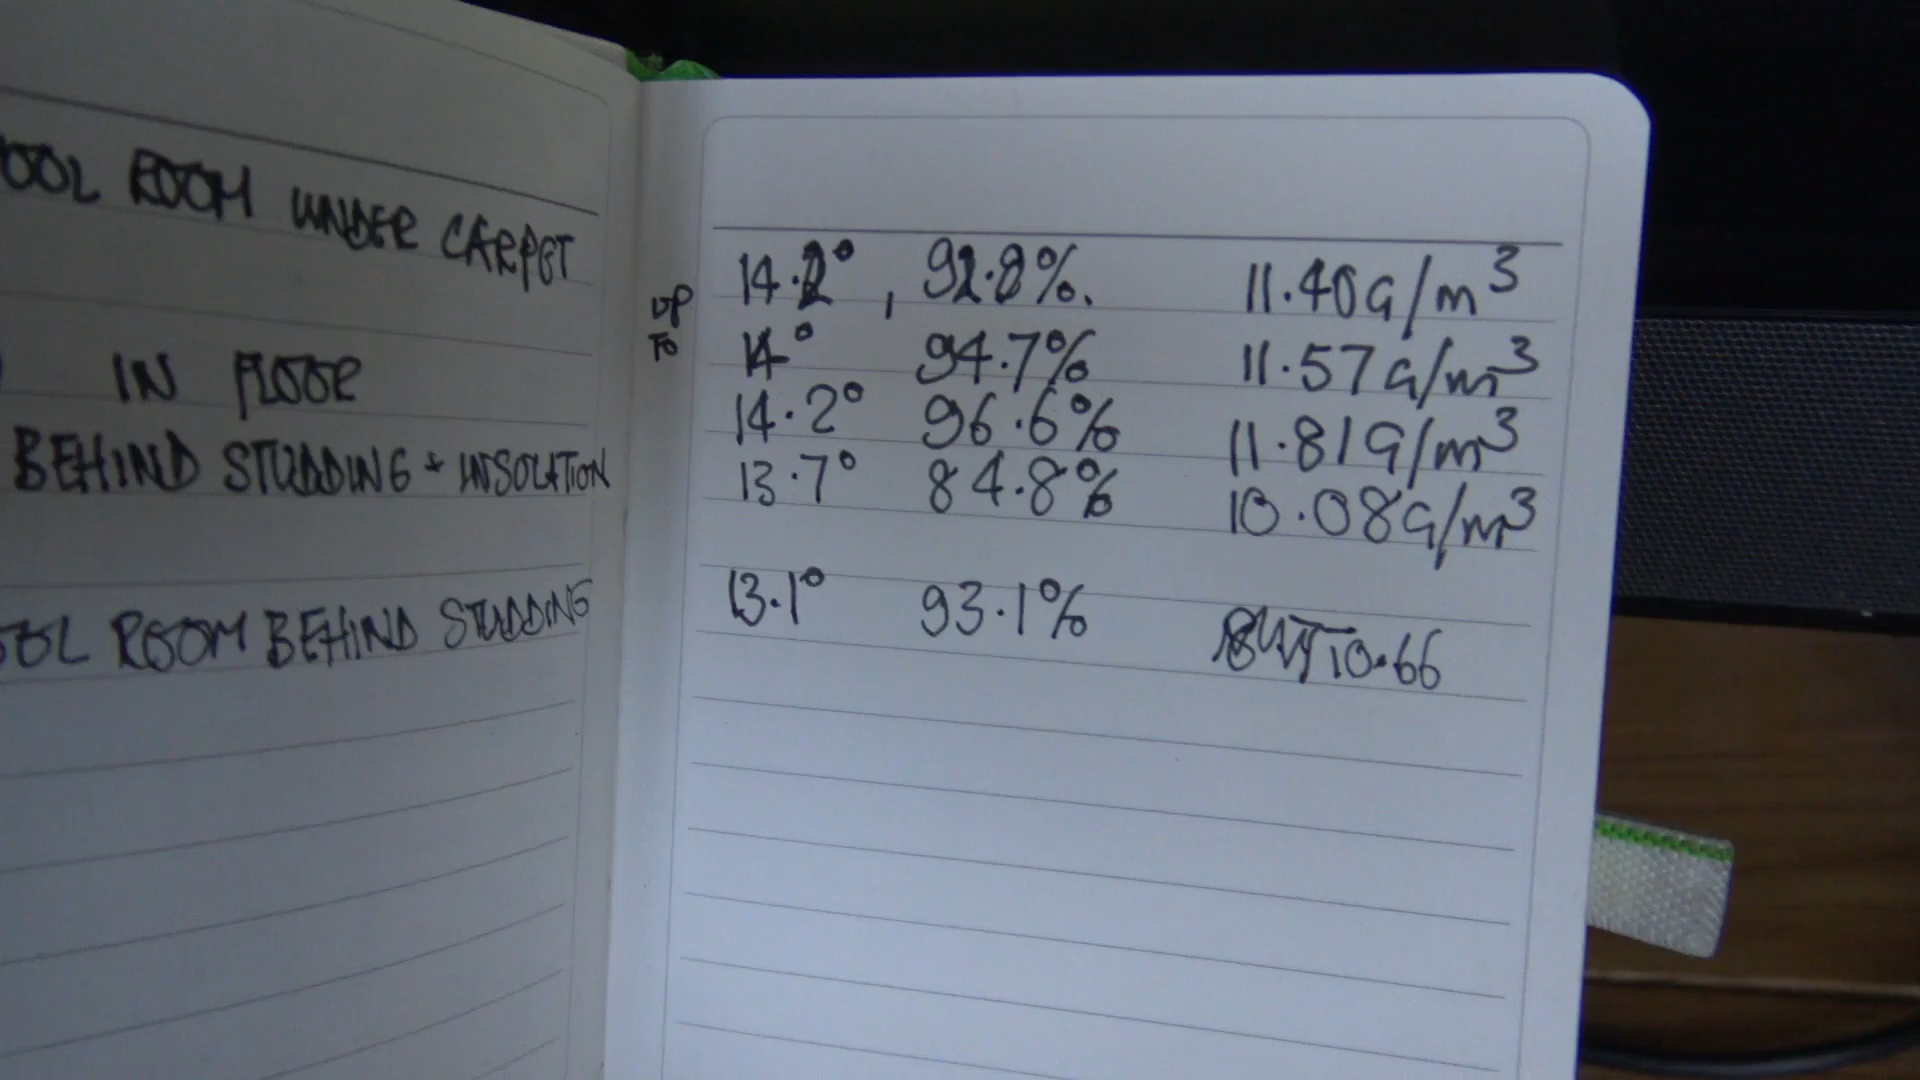 OOL ROOM UNDER CARPET
IN FLOOR
BEHIND STUDDING + INSOLATION
OOL ROOM BEHIND STUDDING
14.2°, 92.8%. 11.40G/m³
UP TO
14° 94.7% 11.57G/m³
14.2° 96.6% 11.81G/m³
13.7° 84.8% 10.08G/m³
13.1° 93.1% 10.66